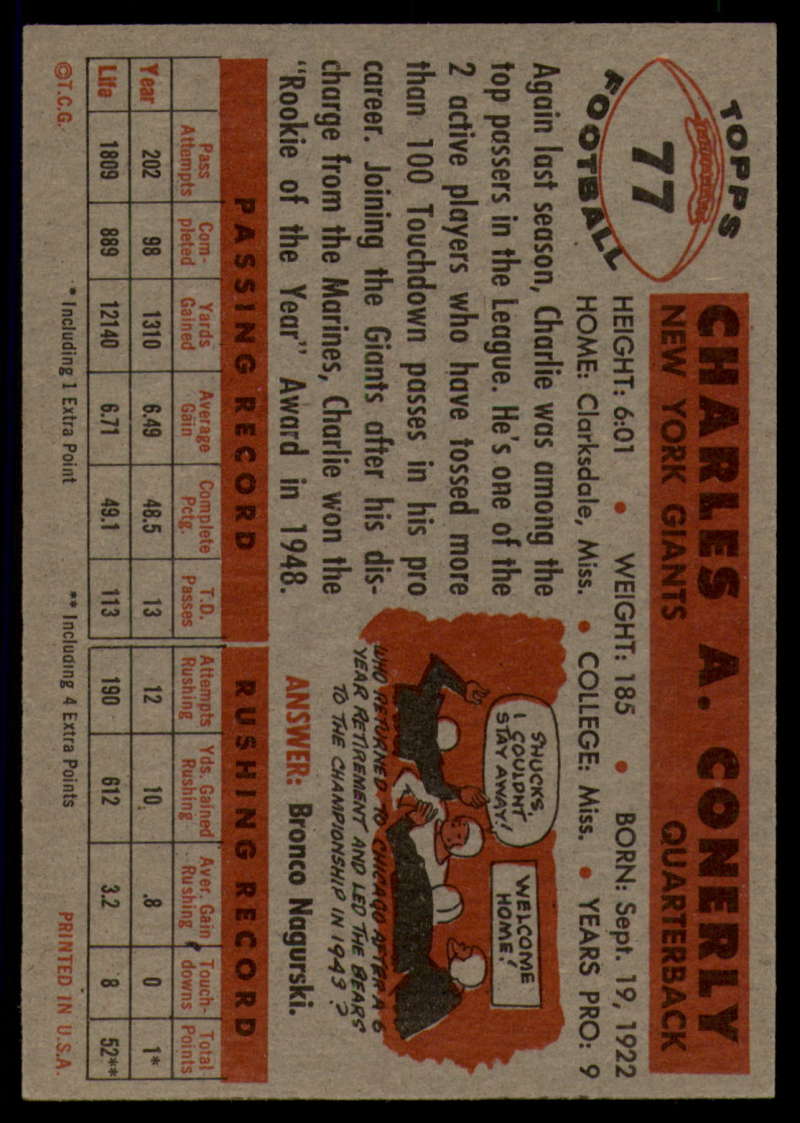 TOPPS
77
FOOTBALL
CHARLES A. CONERLY
NEW YORK GIANTS QUARTERBACK
HEIGHT: 6:01 • WEIGHT: 185 • BORN: Sept. 19, 1922
HOME: Clarksdale, Miss. • COLLEGE: Miss. • YEARS PRO: 9
Again last season, Charlie was among the
top passers in the League. He's one of the
2 active players who have tossed more
than 100 Touchdown passes in his pro
career. Joining the Giants after his dis-
charge from the Marines, Charlie won the
"Rookie of the Year" Award in 1948.
SHUCKS,
I COULDN'T
STAY AWAY!
WELCOME
HOME!
WHO RETURNED TO CHICAGO AFTER A 6
YEAR RETIREMENT AND LED THE BEARS
TO THE CHAMPIONSHIP IN 1943?
ANSWER: Bronco Nagurski.
PASSING RECORD RUSHING RECORD
Pass Attempts Com-pleted Yards Gained Average Gain Complete Pctg. T.D. Passes Attempts Rushing Yds. Gained Rushing Aver. Gain Rushing Touch-downs Total Points
Year 202 98 1310 6.49 48.5 13 12 10 .8 0 1*
Life 1809 889 12140 6.71 49.1 113 190 612 3.2 8 52**
©T.C.G. * Including 1 Extra Point ** Including 4 Extra Points PRINTED IN U.S.A.